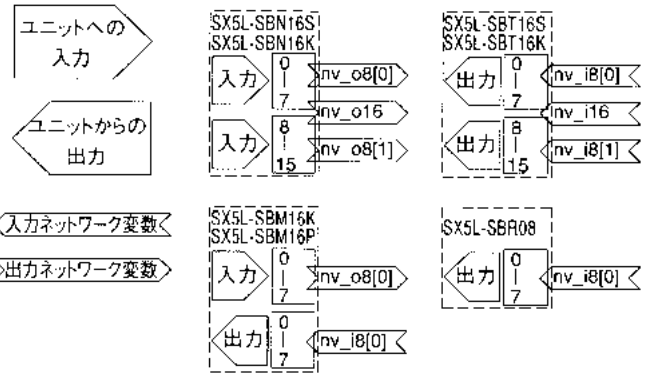 ユニットへの
入力
ユニットからの
出力
入力ネットワーク変数
出力ネットワーク変数
SX5L-SBN16S
SX5L-SBN16K
入力
0
|
7
nv_o8[0]
nv_o16
入力
8
|
15
nv_o8[1]
SX5L-SBT16S
SX5L-SBT16K
出力
0
|
7
nv_i8[0]
nv_i16
出力
8
|
15
nv_i8[1]
SX5L-SBM16K
SX5L-SBM16P
入力
0
|
7
nv_o8[0]
出力
0
|
7
nv_i8[0]
SX5L-SBR08
出力
0
|
7
nv_i8[0]